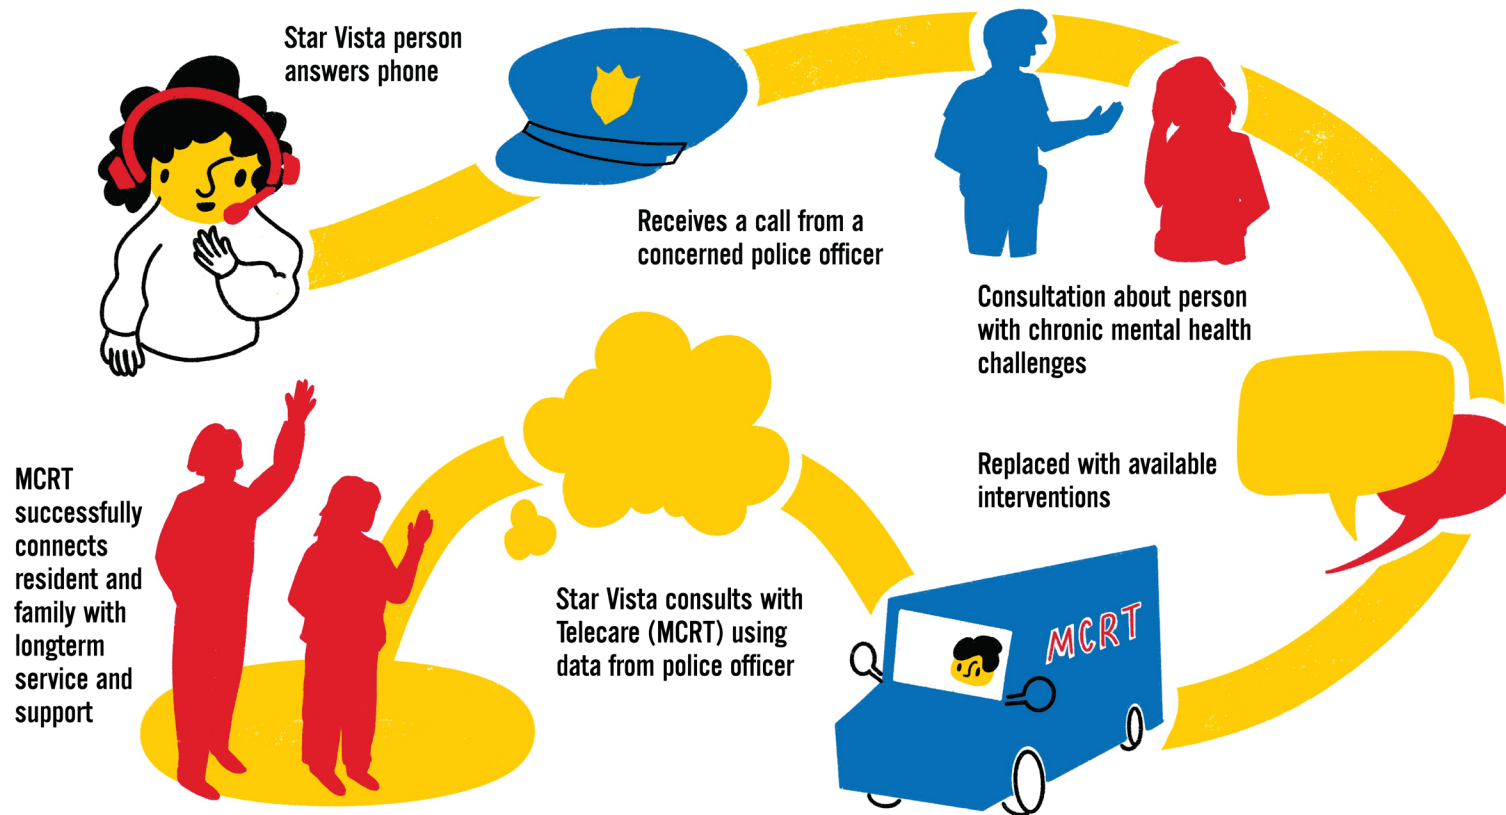 Star Vista person
answers phone
Receives a call from a
concerned police officer
Consultation about person
with chronic mental health
challenges
Replaced with available
interventions
MCRT
Star Vista consults with
Telecare (MCRT) using
data from police officer
MCRT
successfully
connects
resident and
family with
longterm
service and
support